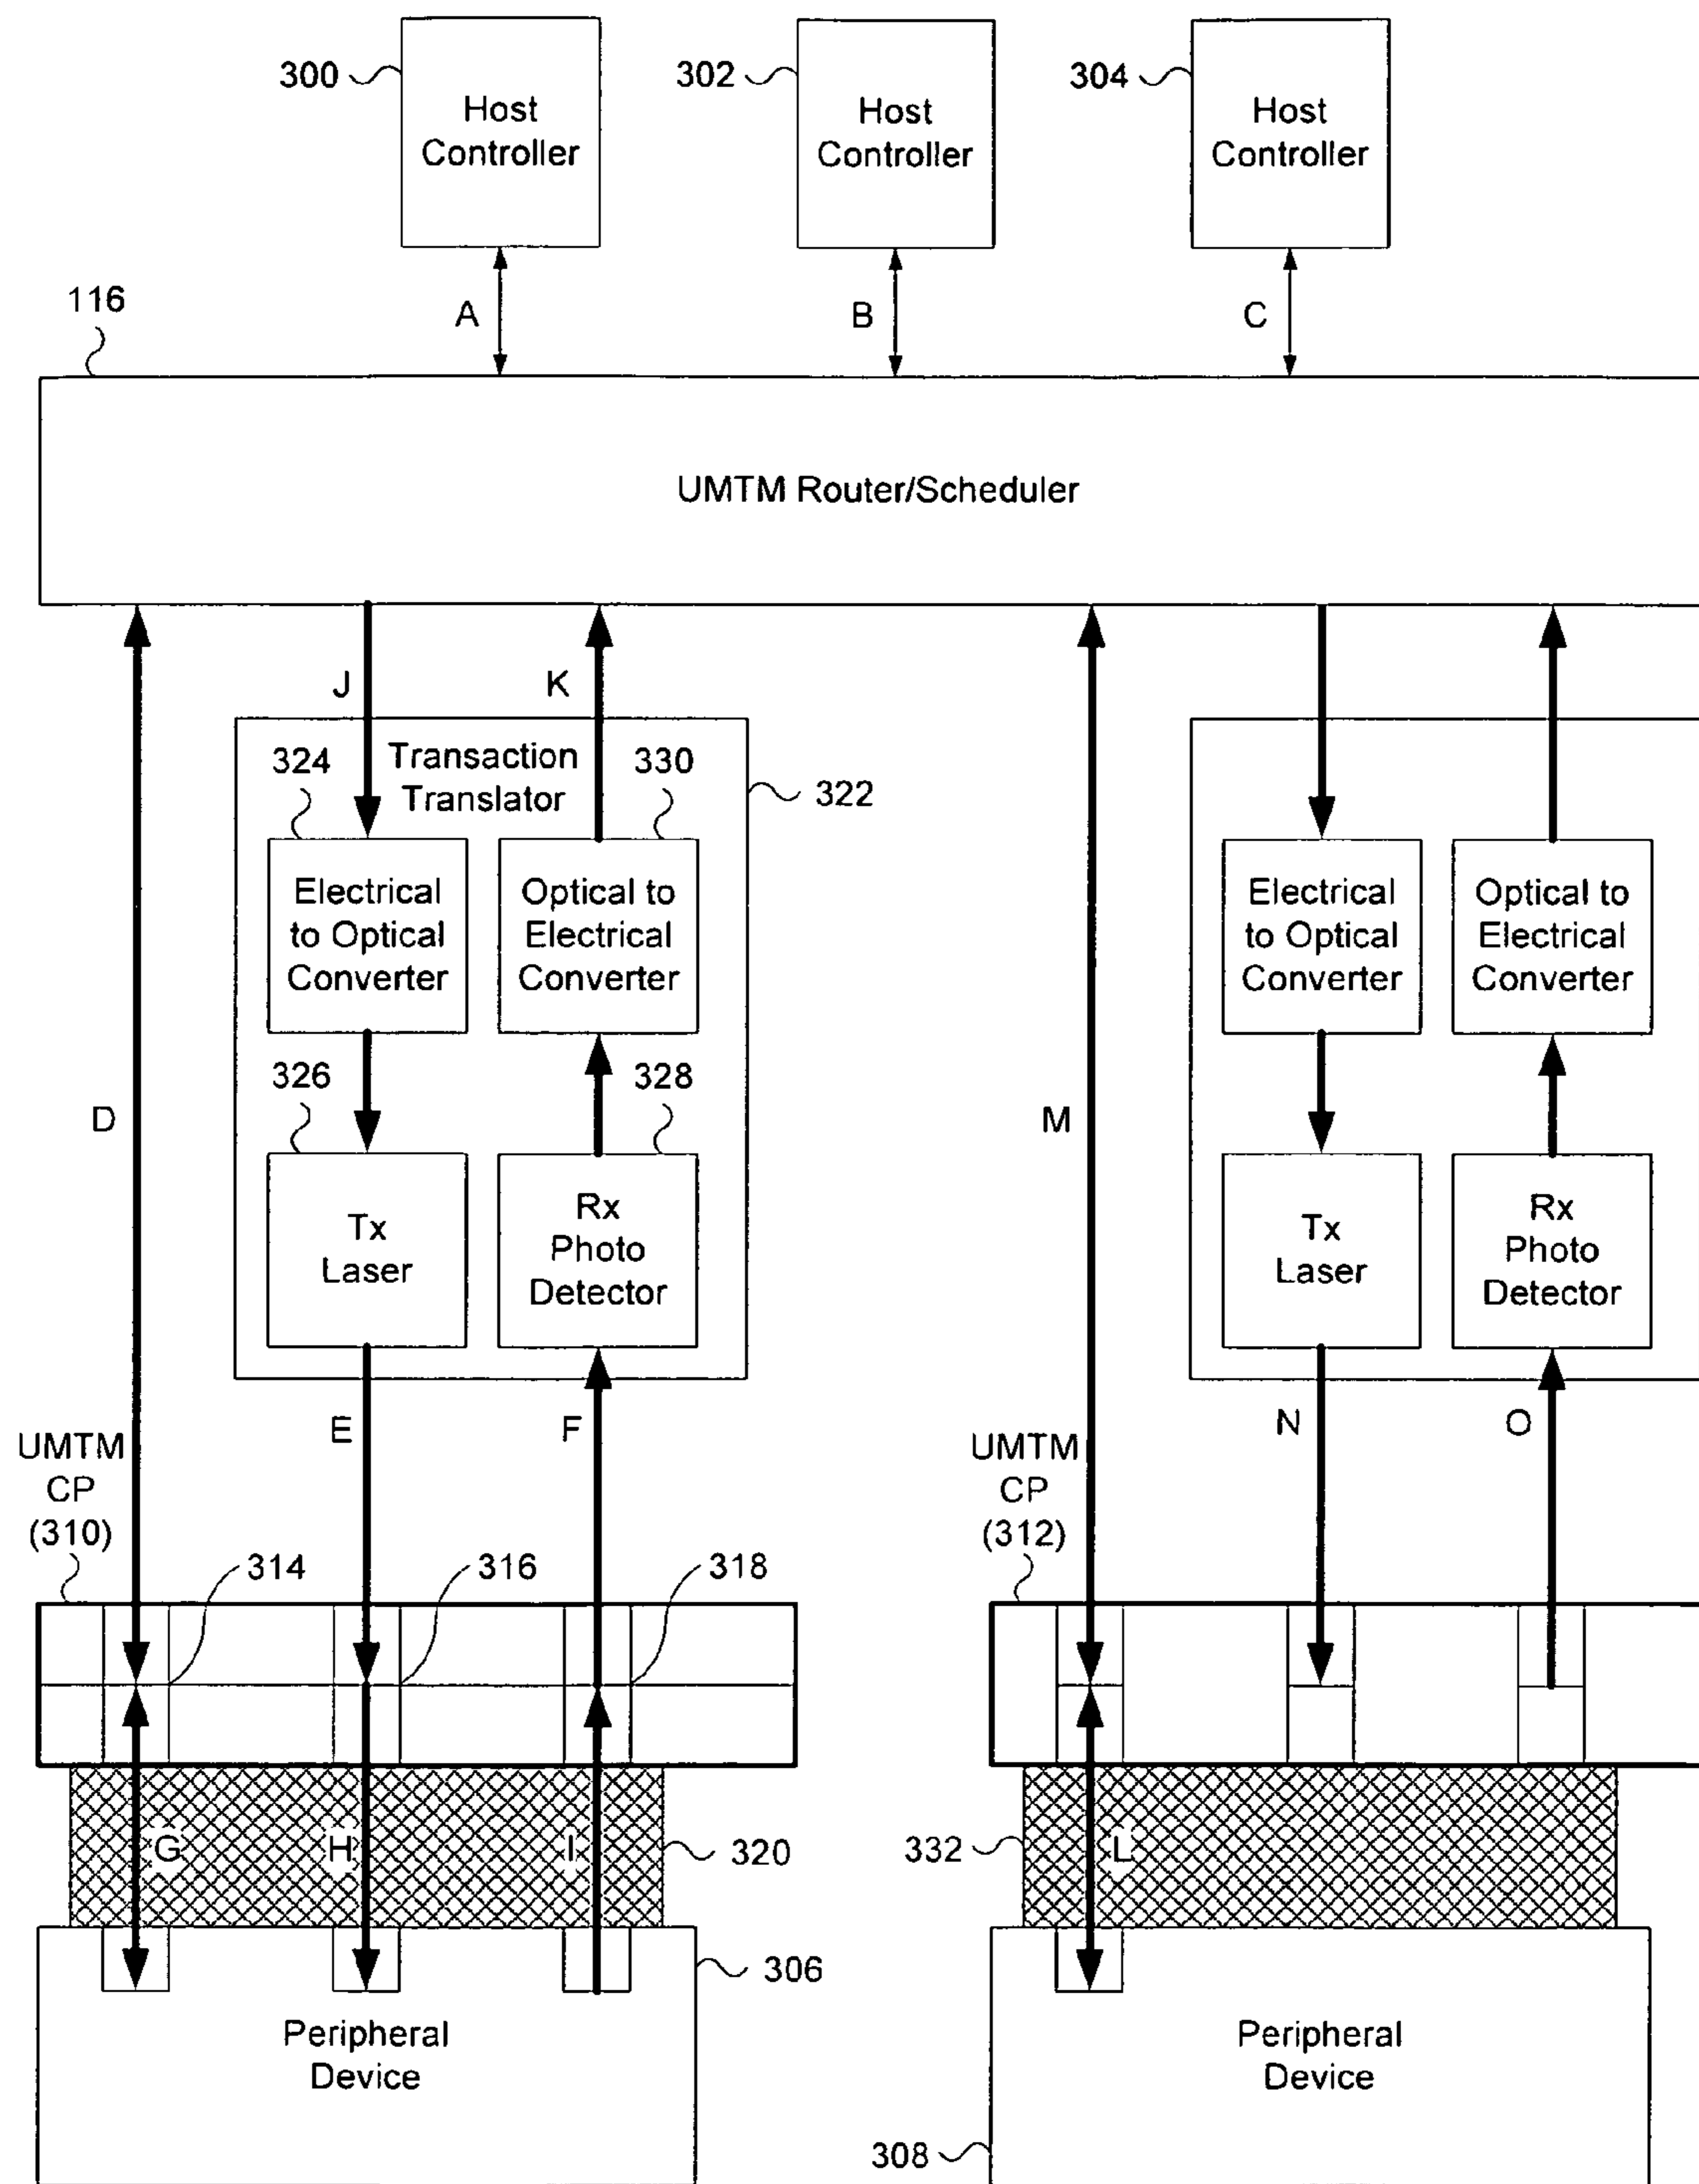 300
Host
Controller
302
Host
Controller
304
Host
Controller
116
A
B
C
UMTM Router/Scheduler
J
K
324
Transaction
Translator
330
322
Electrical
to Optical
Converter
Optical to
Electrical
Converter
Electrical
to Optical
Converter
Optical to
Electrical
Converter
326
328
D
M
Tx
Laser
Rx
Photo
Detector
Tx
Laser
Rx
Photo
Detector
E
F
N
O
UMTM
CP
(310)
314
316
318
UMTM
CP
(312)
G
H
I
320
332
L
306
Peripheral
Device
308
Peripheral
Device